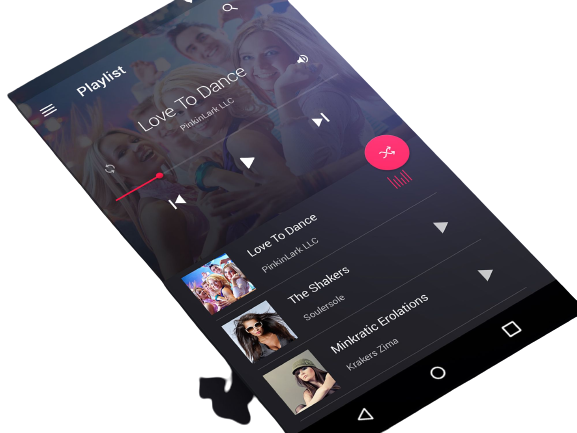 Playlist
Love To Dance
PinkinLark LLC
Love To Dance
PinkinLark LLC
The Shakers
Soulersole
Minkratic Erolations
Krakers Zima